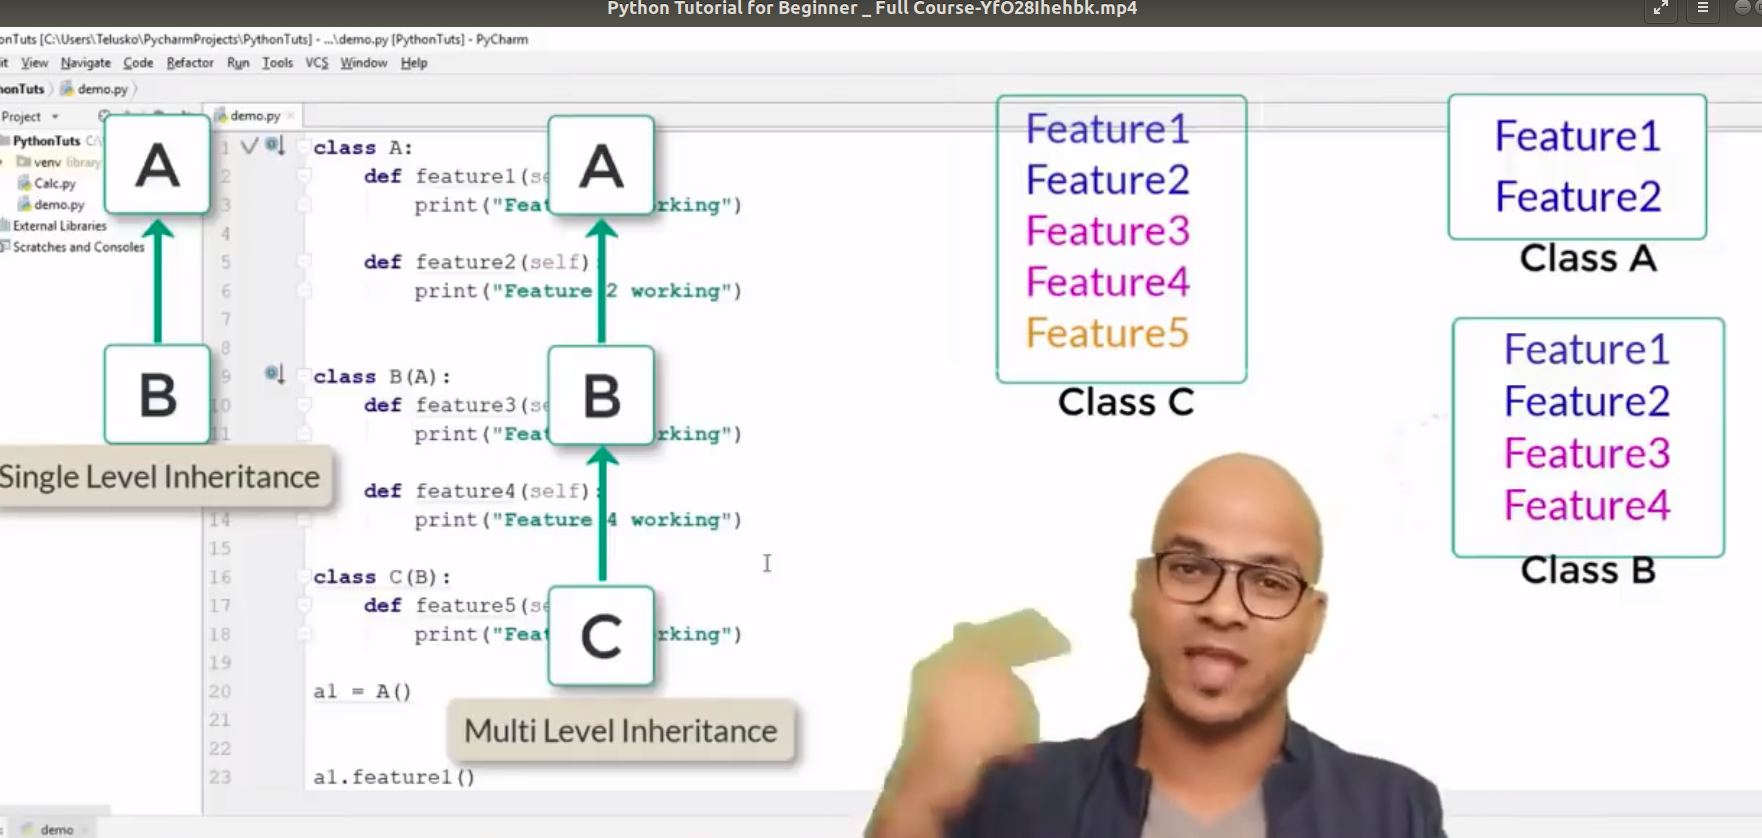 Python Tutorial for Beginner _ Full Course-YfO28Ihehbk.mp4
onTuts [C:\Users\Telusko\PycharmProjects\PythonTuts] - ...\demo.py [PythonTuts] - PyCharm
it View Navigate Code Refactor Run Tools VCS Window Help
honTuts demo.py
Project
PythonTuts C:\
venv library
Calc.py
demo.py
External Libraries
Scratches and Consoles
demo.py
1 class A:
2 def feature1(se
3 print("Feat rking")
4
5 def feature2(self):
6 print("Feature 2 working")
7
8
9 class B(A):
10 def feature3(se
11 print("Feat rking")
def feature4(self):
14 print("Feature 4 working")
15
16 class C(B):
17 def feature5(se
18 print("Feat rking")
19
20 a1 = A()
21
22
23 a1.feature1()
demo
A
B
Single Level Inheritance
A
B
C
Multi Level Inheritance
Feature1
Feature2
Feature3
Feature4
Feature5
Class C
Feature1
Feature2
Class A
Feature1
Feature2
Feature3
Feature4
Class B